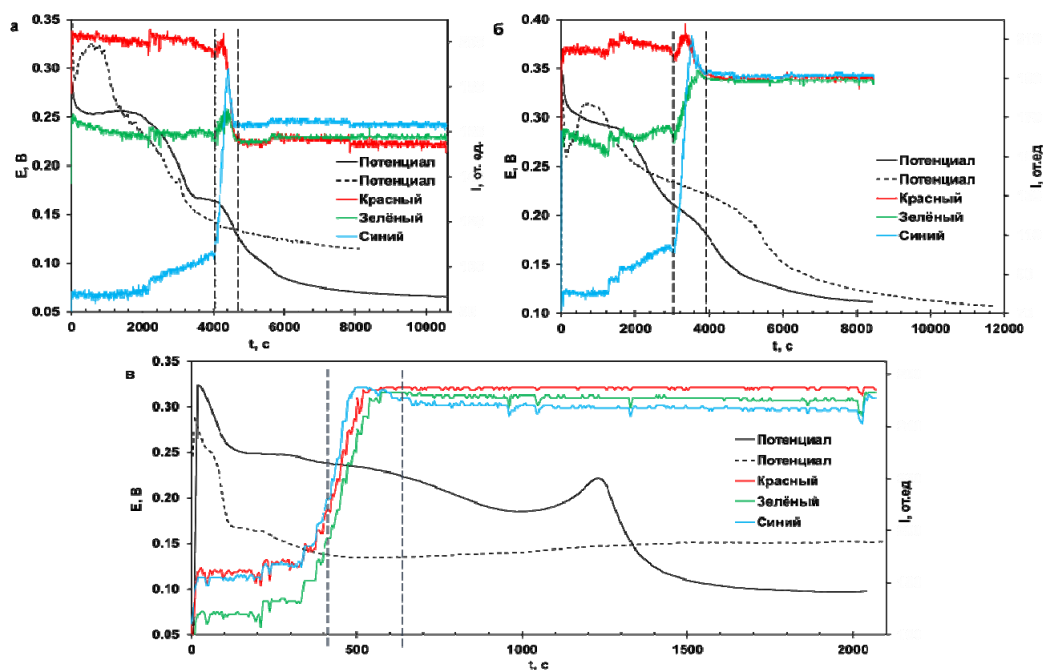 а
0.35
0.30
0.25
0.20
0.15
0.10
0.05
E, В
0
2000
4000
6000
8000
10000
t, с
I, от. ед.
Потенциал
Потенциал
Красный
Зелёный
Синий
б
0.40
0.35
0.30
0.25
0.20
0.15
0.10
E, В
0
2000
4000
6000
8000
10000
12000
t, с
I, от.ед
Потенциал
Потенциал
Красный
Зелёный
Синий
в
0.35
0.30
0.25
0.20
0.15
0.10
0.05
E, В
0
500
1000
1500
2000
t, с
I, от.ед
Потенциал
Потенциал
Красный
Зелёный
Синий